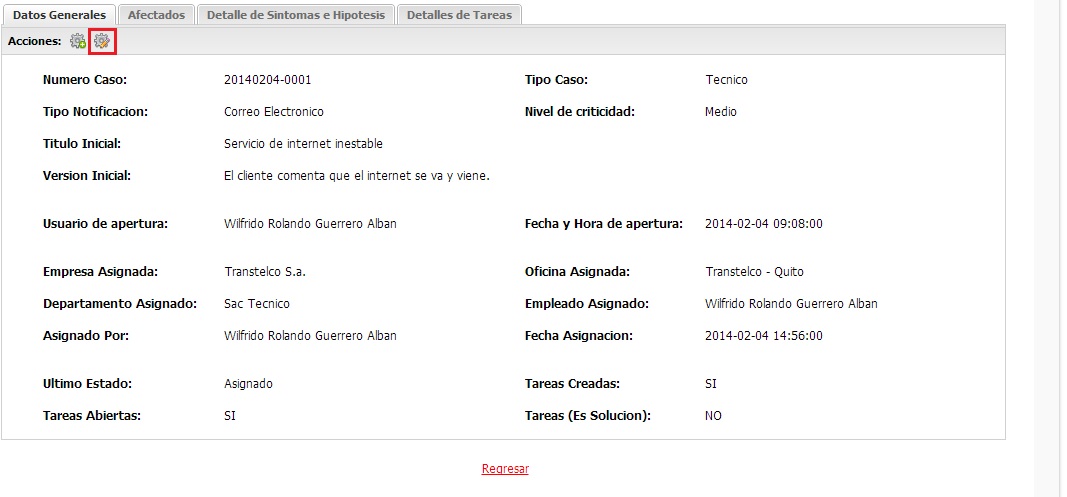 Datos Generales Afectados Detalle de Sintomas e Hipotesis Detalles de Tareas
Acciones:
Numero Caso: 20140204-0001 Tipo Caso: Tecnico
Tipo Notificacion: Correo Electronico Nivel de criticidad: Medio
Titulo Inicial: Servicio de internet inestable
Version Inicial: El cliente comenta que el internet se va y viene.
Usuario de apertura: Wilfrido Rolando Guerrero Alban Fecha y Hora de apertura: 2014-02-04 09:08:00
Empresa Asignada: Transtelco S.a. Oficina Asignada: Transtelco - Quito
Departamento Asignado: Sac Tecnico Empleado Asignado: Wilfrido Rolando Guerrero Alban
Asignado Por: Wilfrido Rolando Guerrero Alban Fecha Asignacion: 2014-02-04 14:56:00
Ultimo Estado: Asignado Tareas Creadas: SI
Tareas Abiertas: SI Tareas (Es Solucion): NO
Regresar